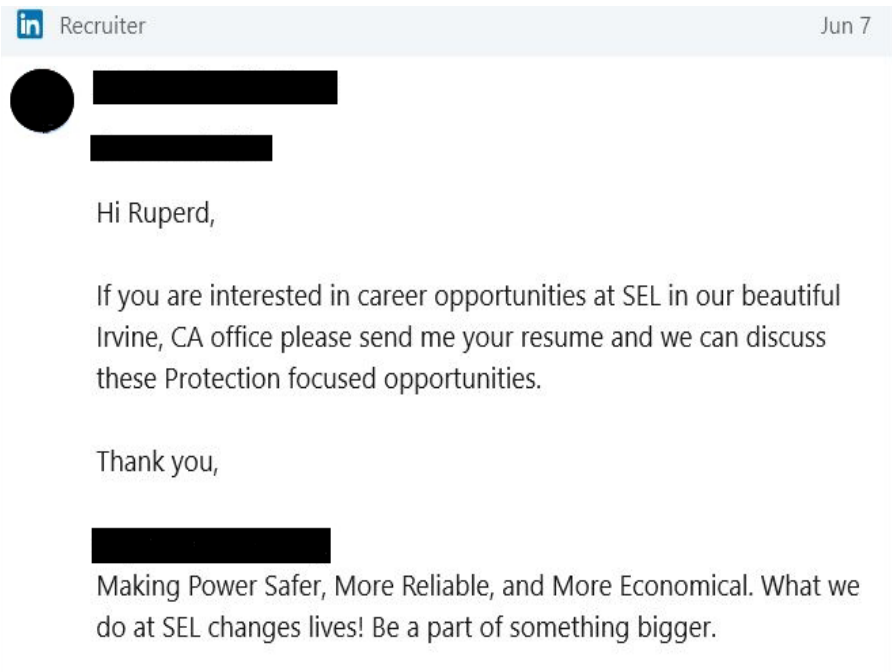 in Recruiter Jun 7
Hi Ruperd,
If you are interested in career opportunities at SEL in our beautiful
Irvine, CA office please send me your resume and we can discuss
these Protection focused opportunities.
Thank you,
Making Power Safer, More Reliable, and More Economical. What we
do at SEL changes lives! Be a part of something bigger.